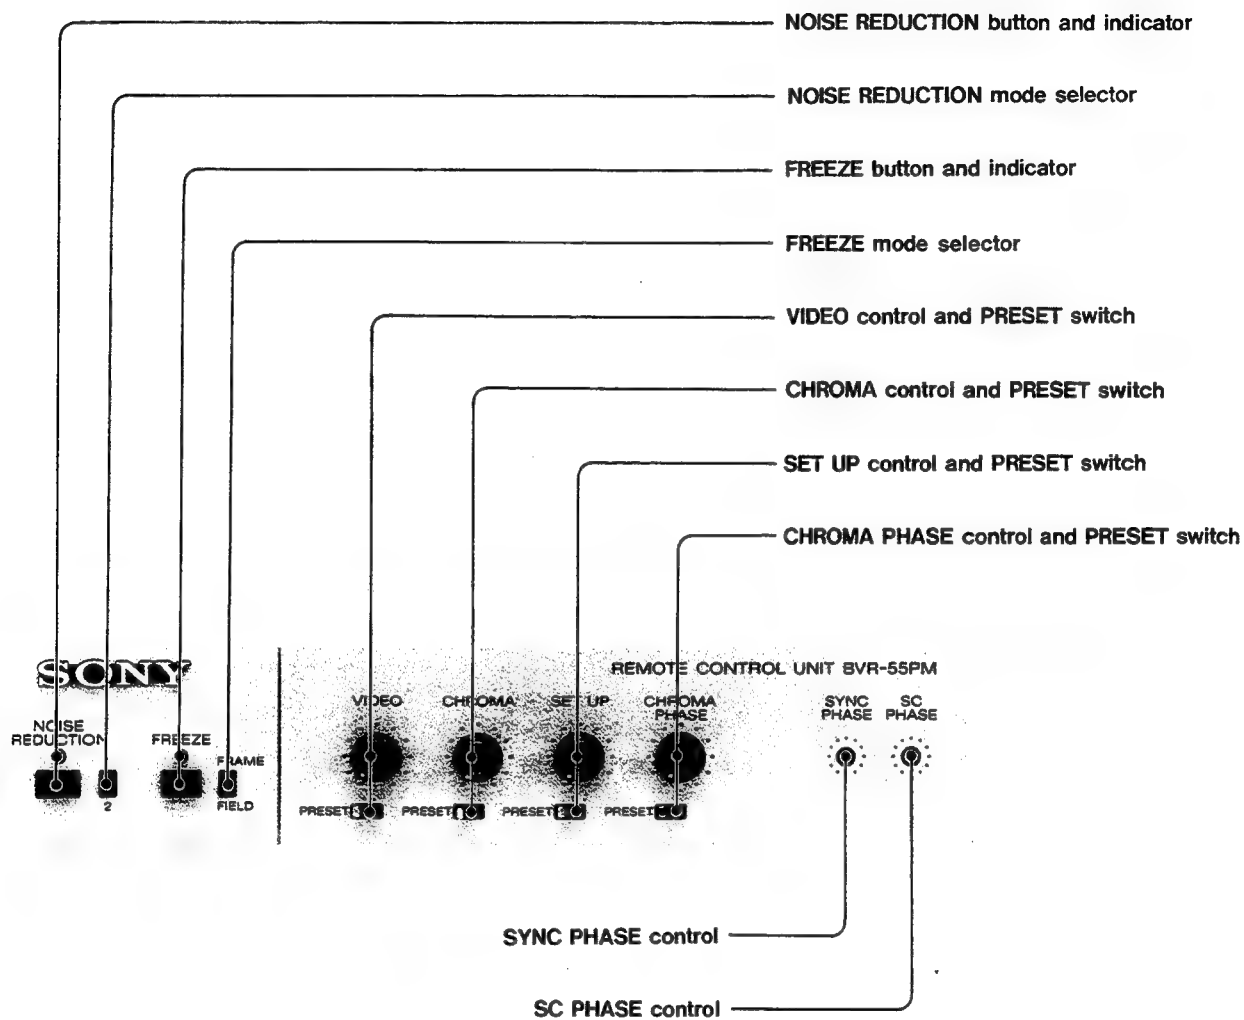 NOISE REDUCTION button and indicator
NOISE REDUCTION mode selector
FREEZE button and indicator
FREEZE mode selector
VIDEO control and PRESET switch
CHROMA control and PRESET switch
SET UP control and PRESET switch
CHROMA PHASE control and PRESET switch
SONY
REMOTE CONTROL UNIT BVR-55PM
NOISE
REDUCTION
2
FREEZE
FRAME
FIELD
VIDEO
CHROMA
SET UP
CHROMA
PHASE
SYNC
PHASE
SC
PHASE
PRESET
PRESET
PRESET
PRESET
SYNC PHASE control
SC PHASE control